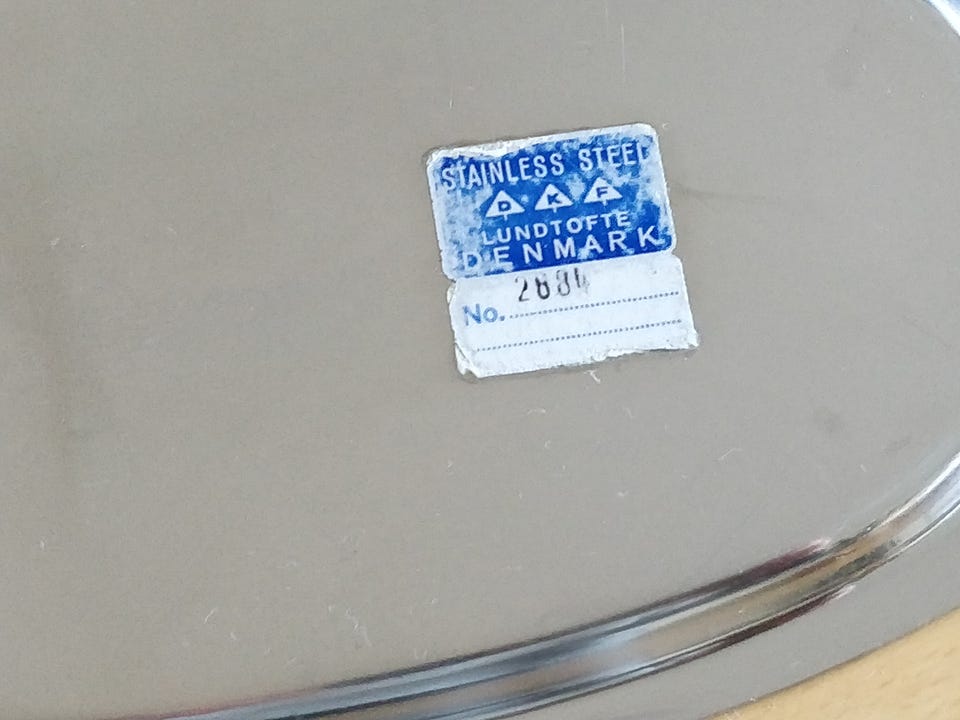 STAINLESS STEEL
D K F
LUNDTOFTE
DENMARK
No. 2684